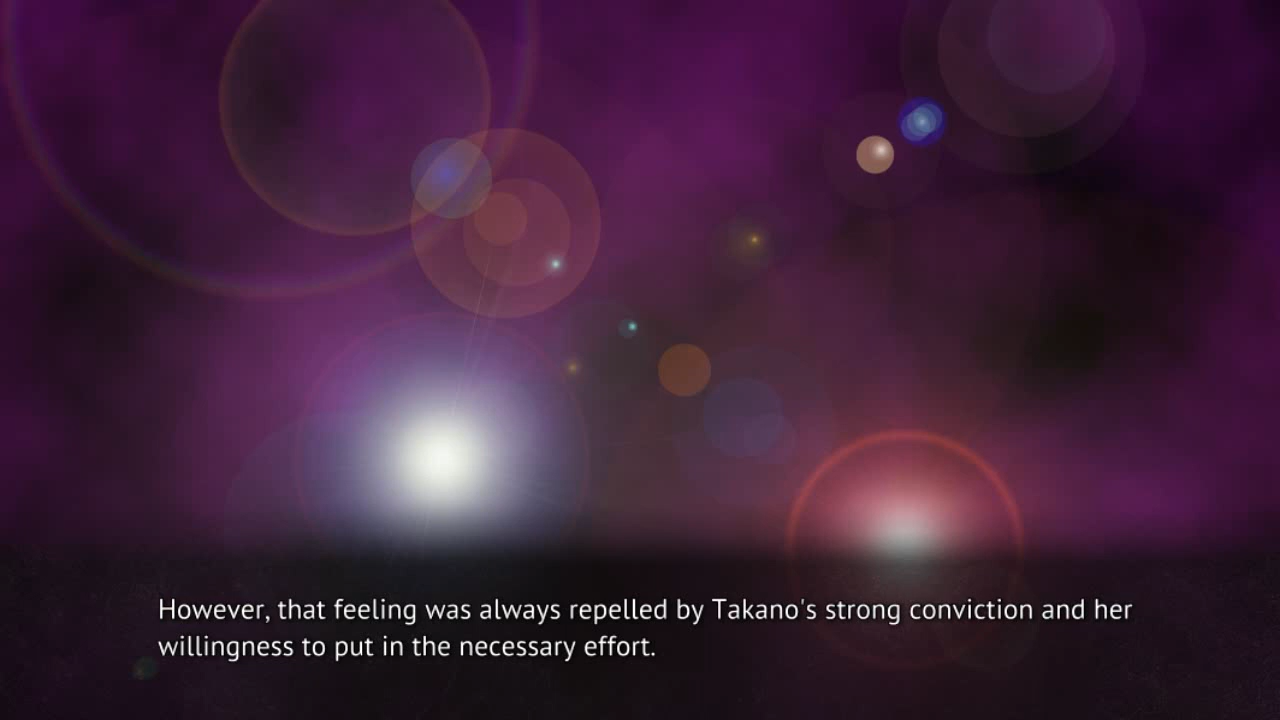 However, that feeling was always repelled by Takano's strong conviction and her
willingness to put in the necessary effort.